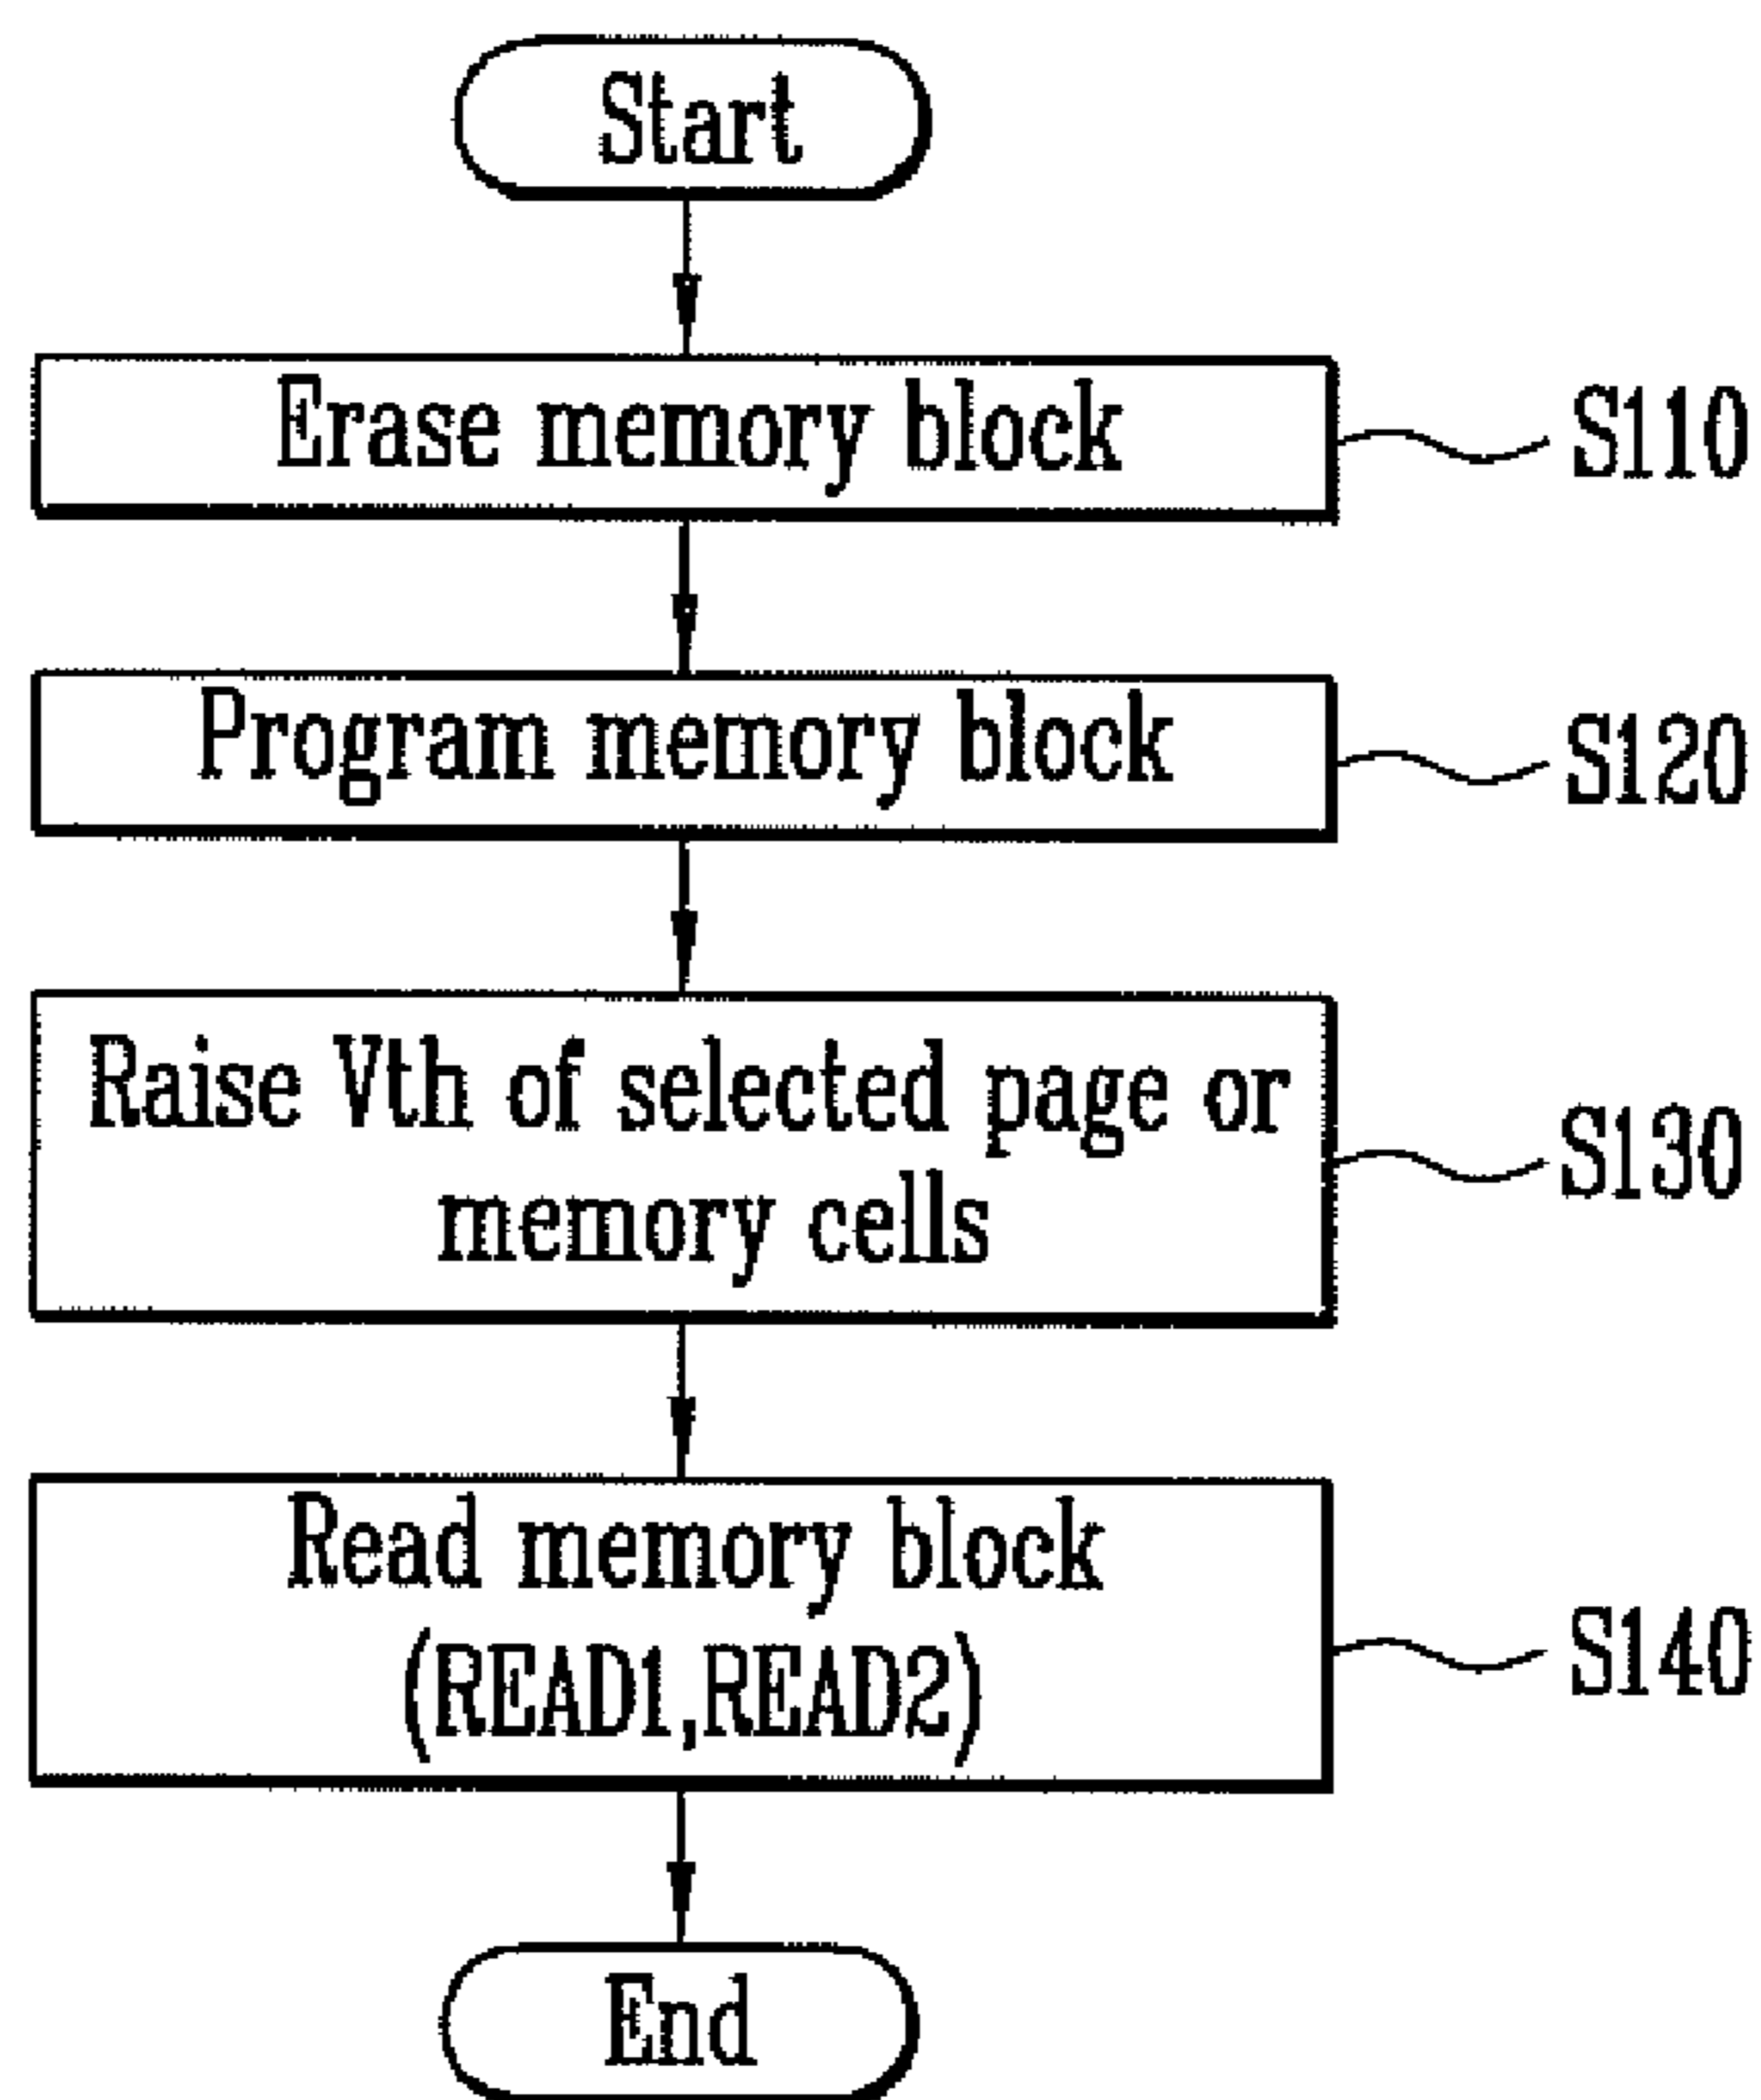 Start
Erase memory block
S110
Program memory block
S120
Raise Vth of selected page or
memory cells
S130
Read memory block
(READ1,READ2)
S140
End